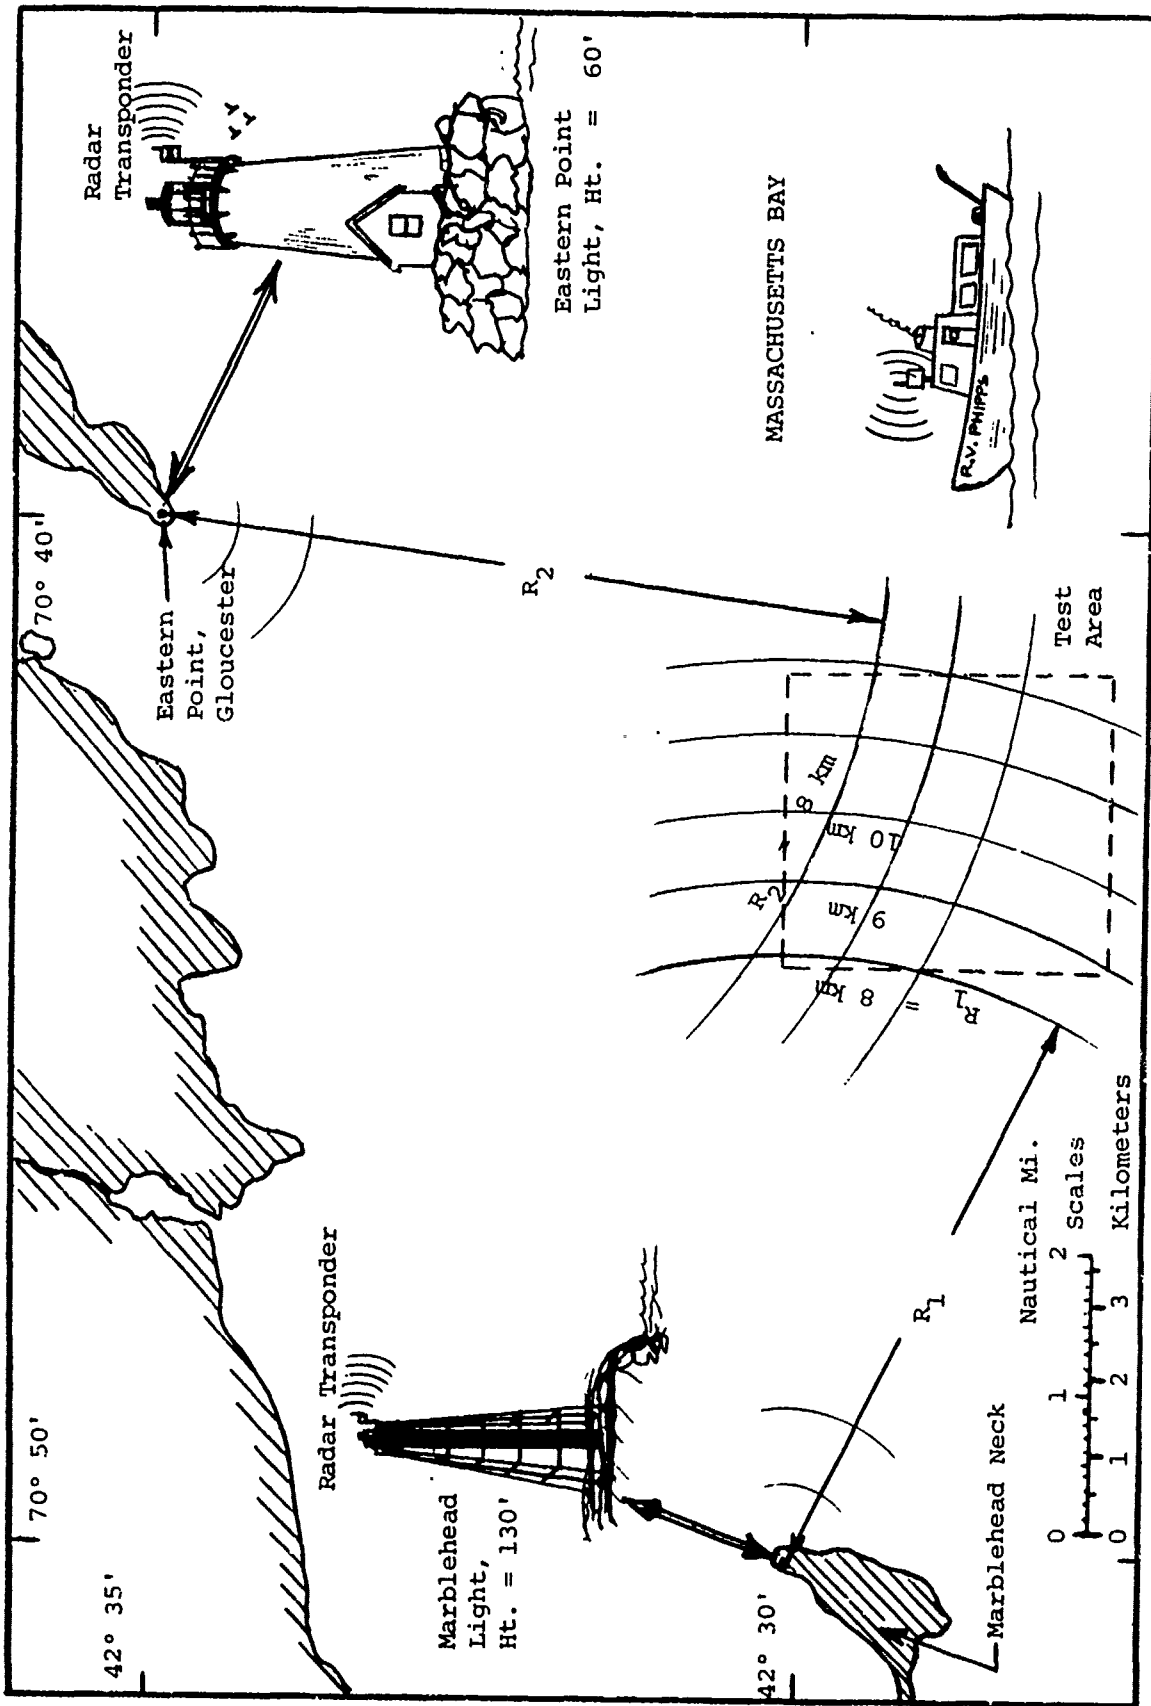 70° 50'
70° 40'
42° 35'
42° 30'
Radar
Transponder
Eastern Point
Light, Ht. = 60'
Eastern
Point,
Gloucester
Radar Transponder
Marblehead
Light,
Ht. = 130'
MASSACHUSETTS BAY
R.V. PHIPPS
R2
R2 8 km
R1 = 8 km
9 km
10 km
Test
Area
R1
Marblehead Neck
Nautical Mi.
0 1 2
Scales
0 1 2 3
Kilometers